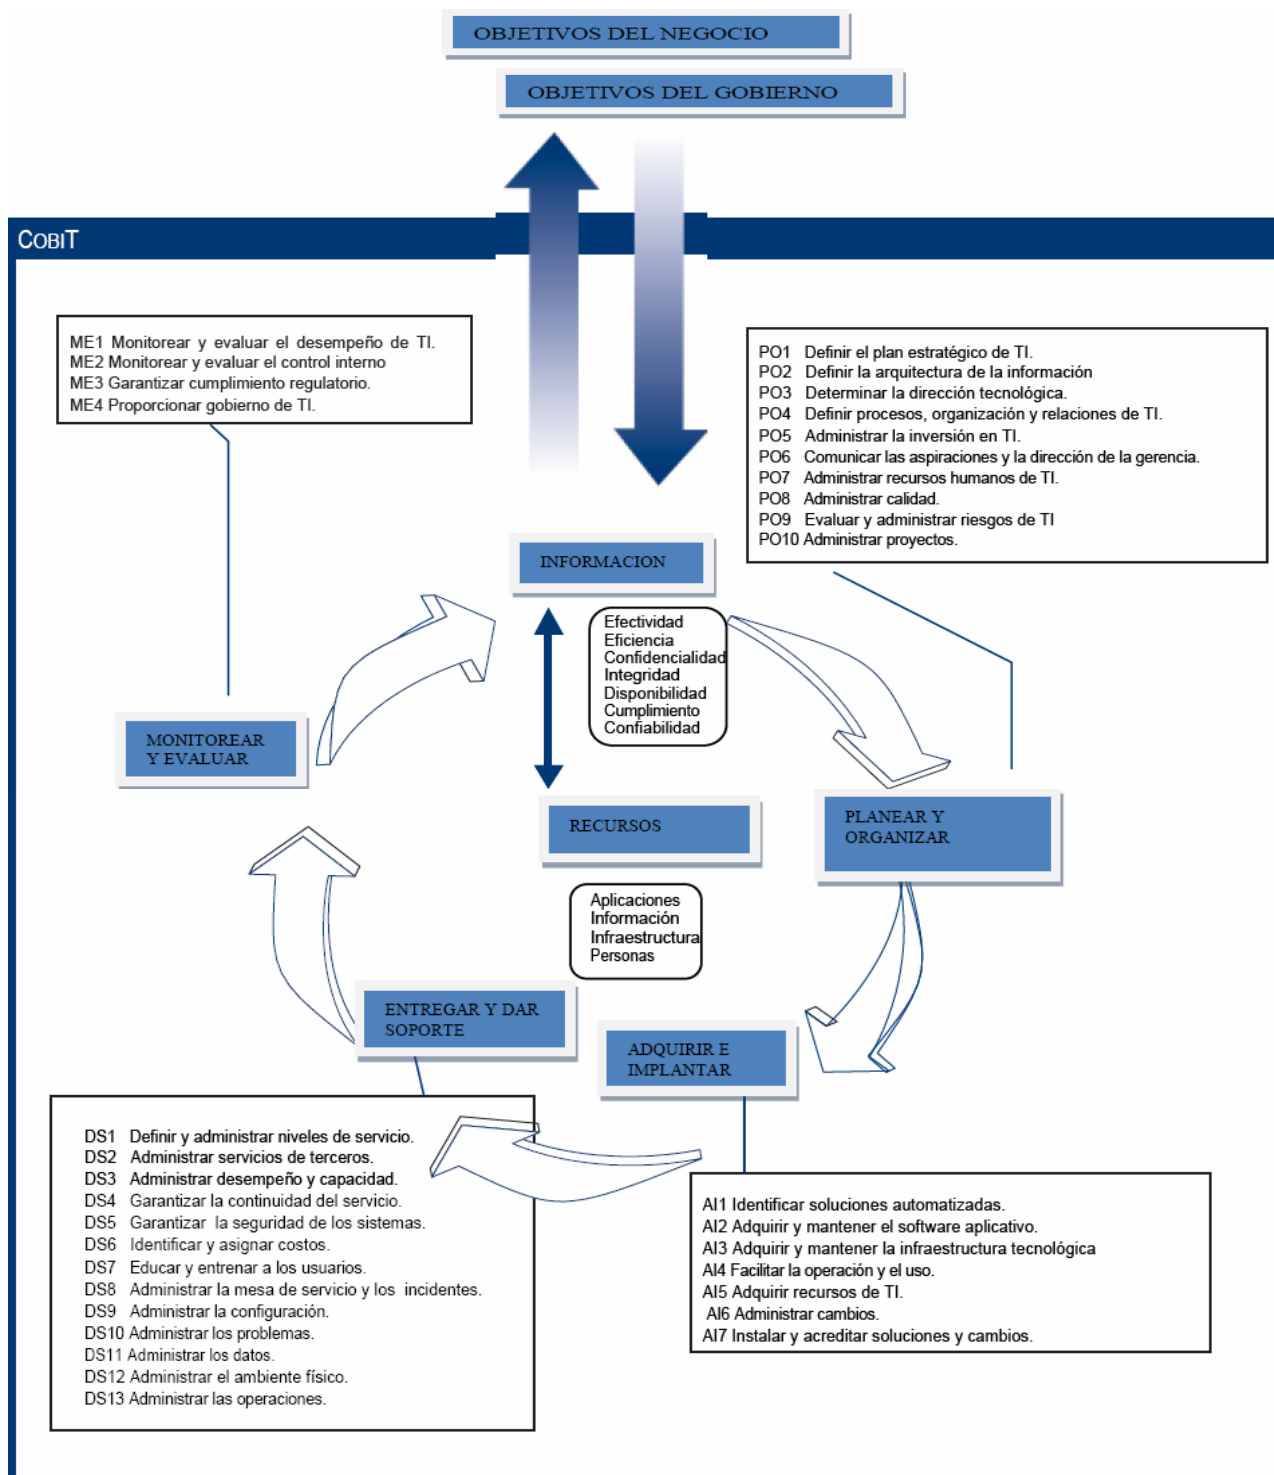 OBJETIVOS DEL NEGOCIO
OBJETIVOS DEL GOBIERNO
COBIT
ME1 Monitorear y evaluar el desempeño de TI.
ME2 Monitorear y evaluar el control interno
ME3 Garantizar cumplimiento regulatorio.
ME4 Proporcionar gobierno de TI.
PO1 Definir el plan estratégico de TI.
PO2 Definir la arquitectura de la información
PO3 Determinar la dirección tecnológica.
PO4 Definir procesos, organización y relaciones de TI.
PO5 Administrar la inversión en TI.
PO6 Comunicar las aspiraciones y la dirección de la gerencia.
PO7 Administrar recursos humanos de TI.
PO8 Administrar calidad.
PO9 Evaluar y administrar riesgos de TI
PO10 Administrar proyectos.
INFORMACION
Efectividad
Eficiencia
Confidencialidad
Integridad
Disponibilidad
Cumplimiento
Confiabilidad
MONITOREAR
Y EVALUAR
RECURSOS
PLANEAR Y
ORGANIZAR
Aplicaciones
Información
Infraestructura
Personas
ENTREGAR Y DAR
SOPORTE
ADQUIRIR E
IMPLANTAR
DS1 Definir y administrar niveles de servicio.
DS2 Administrar servicios de terceros.
DS3 Administrar desempeño y capacidad.
DS4 Garantizar la continuidad del servicio.
DS5 Garantizar la seguridad de los sistemas.
DS6 Identificar y asignar costos.
DS7 Educar y entrenar a los usuarios.
DS8 Administrar la mesa de servicio y los incidentes.
DS9 Administrar la configuración.
DS10 Administrar los problemas.
DS11 Administrar los datos.
DS12 Administrar el ambiente físico.
DS13 Administrar las operaciones.
AI1 Identificar soluciones automatizadas.
AI2 Adquirir y mantener el software aplicativo.
AI3 Adquirir y mantener la infraestructura tecnológica
AI4 Facilitar la operación y el uso.
AI5 Adquirir recursos de TI.
AI6 Administrar cambios.
AI7 Instalar y acreditar soluciones y cambios.